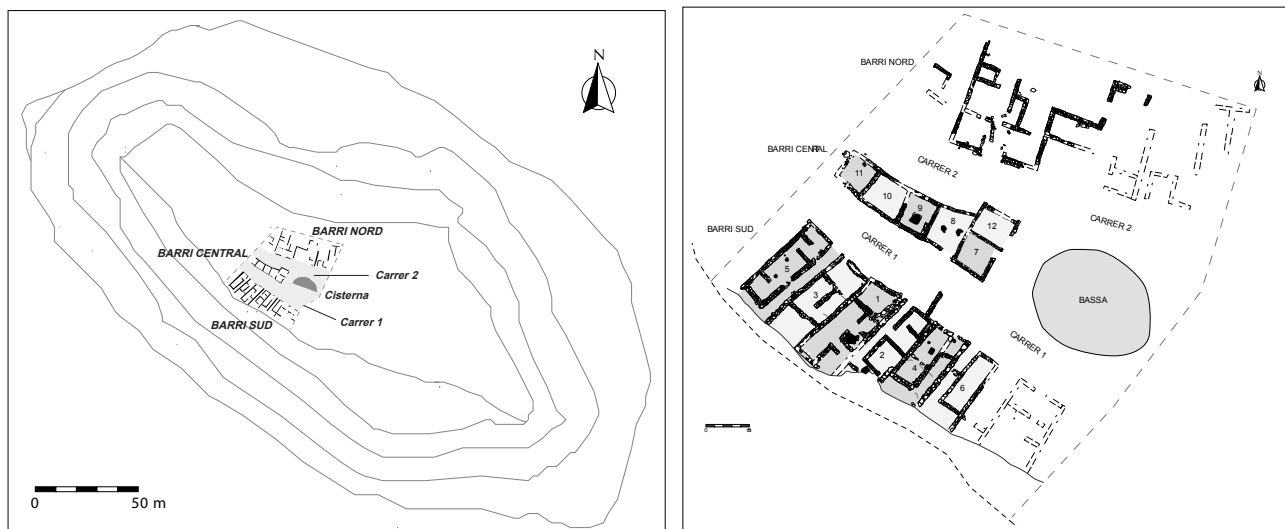 N
BARRI NORD
BARRI CENTRAL
Carrer 2
Cisterna
Carrer 1
BARRI SUD
0 50 m
BARRI NORD
N
BARRI CENTRAL
CARRER 2
11
10
9
8
12
7
CARRER 2
BARRI SUD
CARRER 1
5
3
1
BASSA
2
4
CARRER 1
6
0